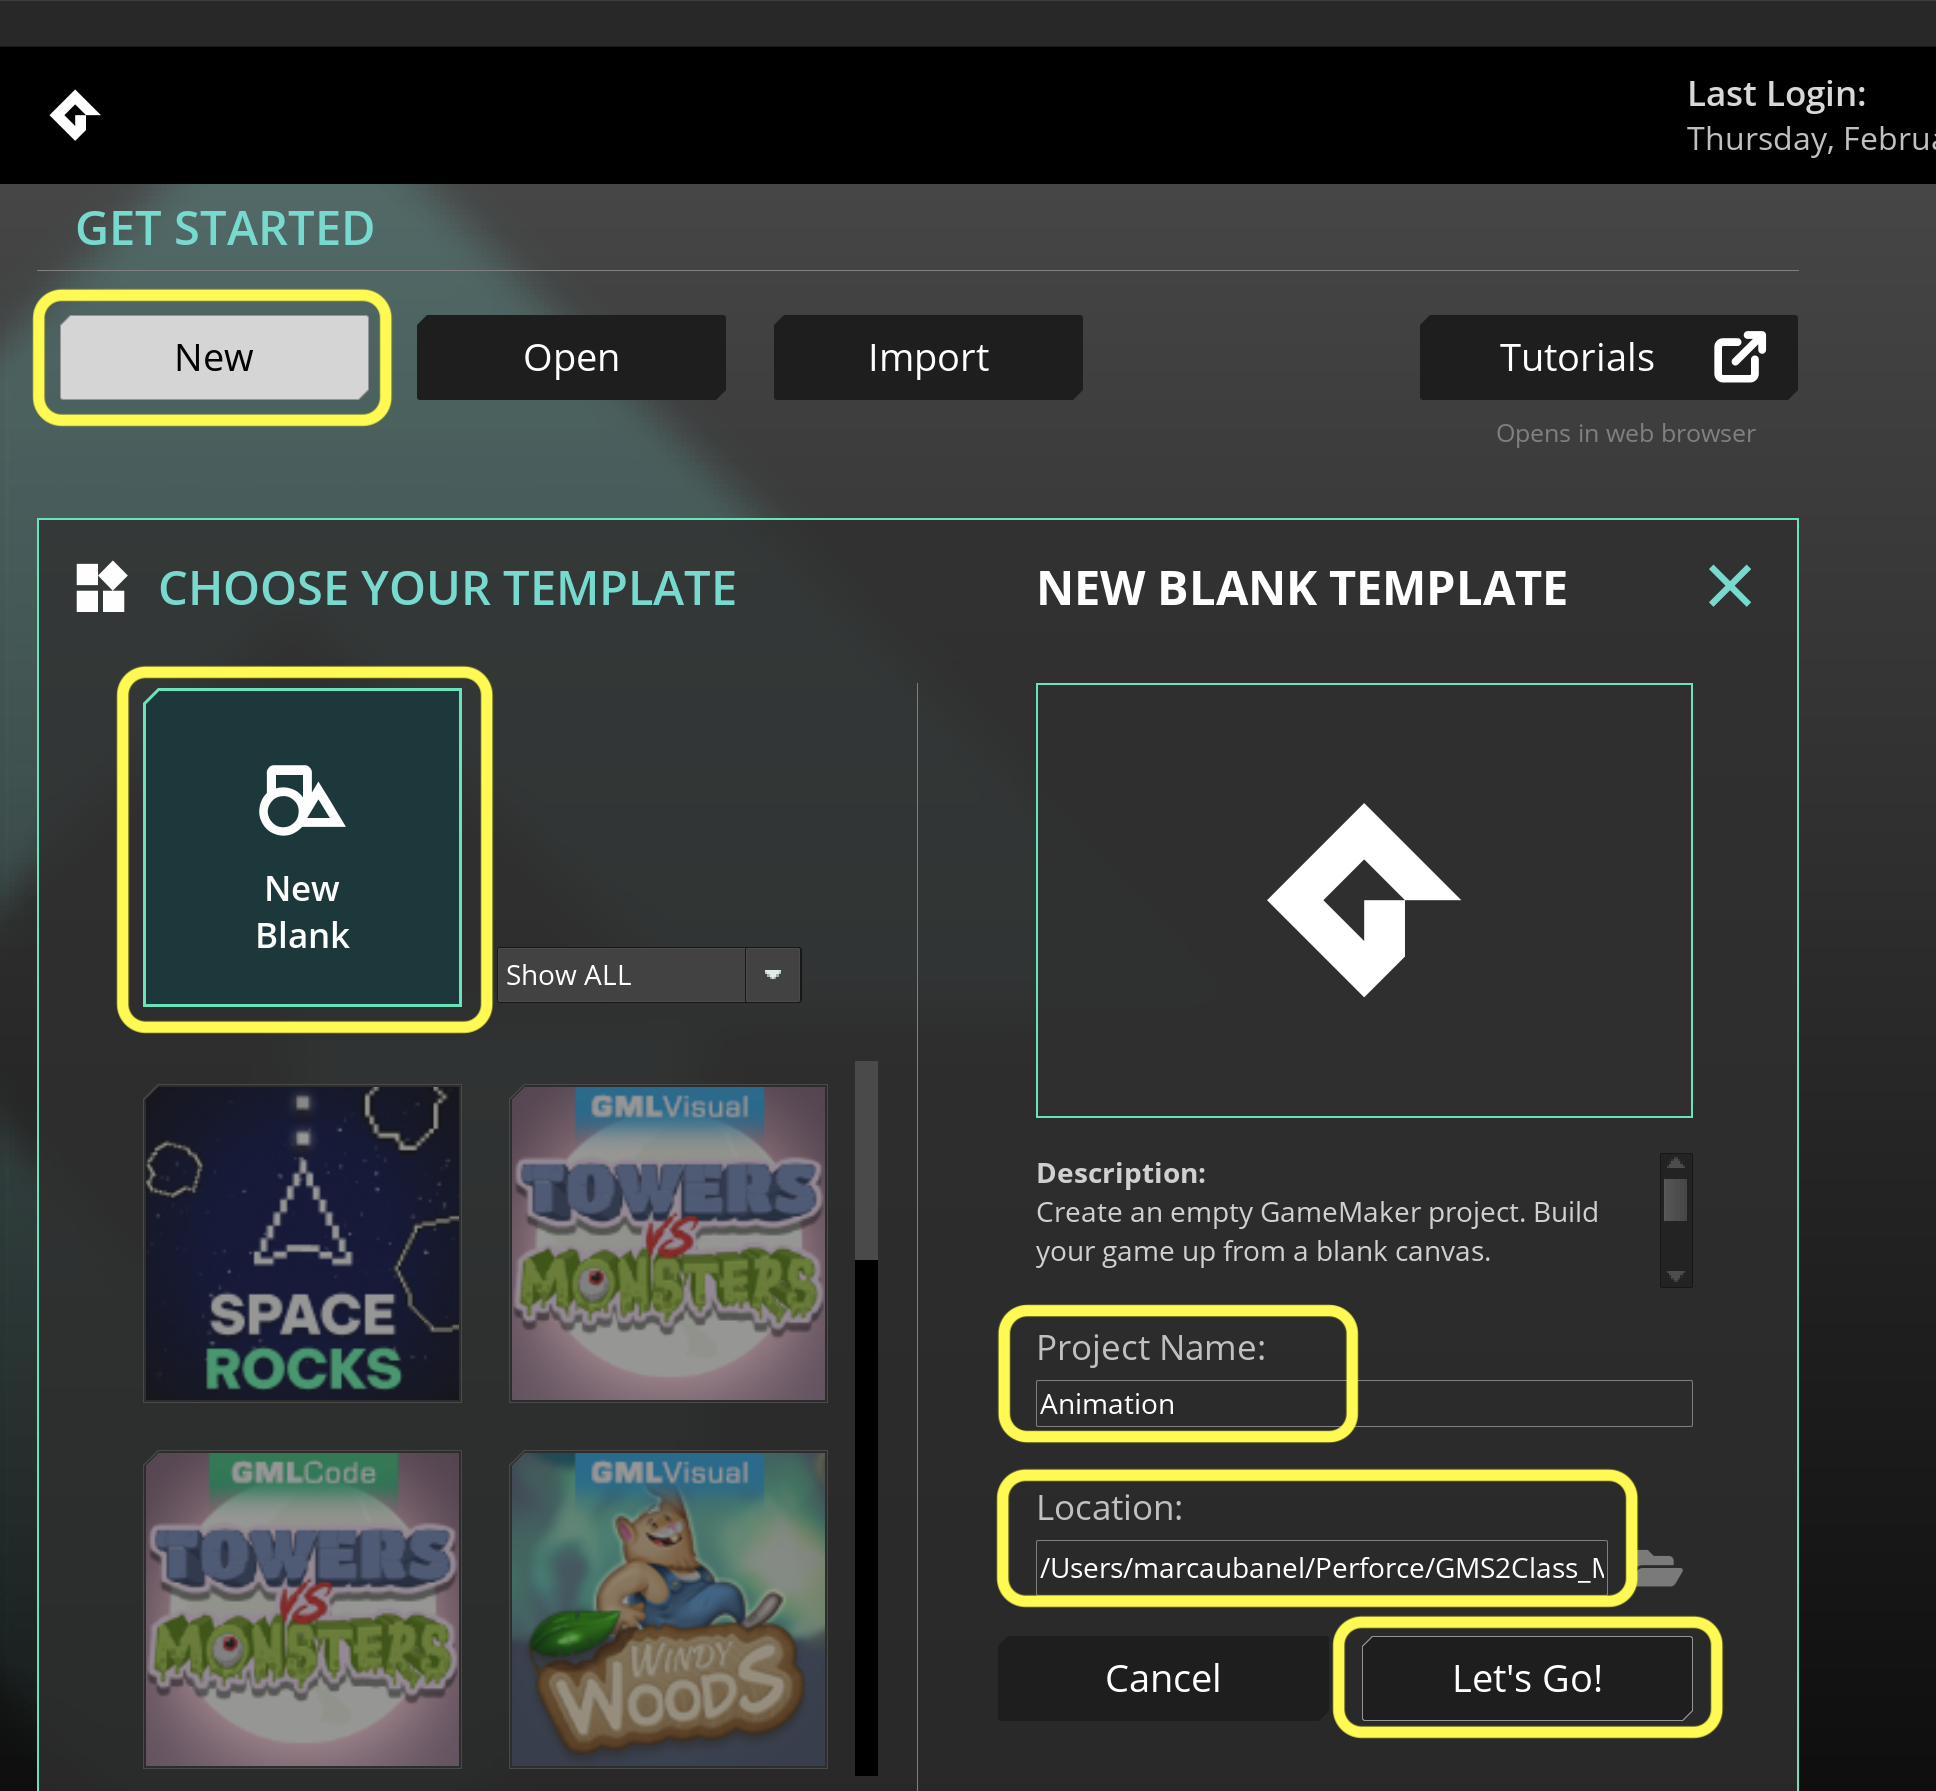 Last Login:
Thursday, Februa
GET STARTED
New
Open
Import
Tutorials
Opens in web browser
CHOOSE YOUR TEMPLATE
New
Blank
Show ALL
SPACE
ROCKS
GMLVisual
TOWERS
VS
MONSTERS
GMLCode
TOWERS
VS
MONSTERS
GMLVisual
WINDY
WOODS
NEW BLANK TEMPLATE
Description:
Create an empty GameMaker project. Build
your game up from a blank canvas.
Project Name:
Animation
Location:
/Users/marcaubanel/Perforce/GMS2Class_M
Cancel
Let's Go!